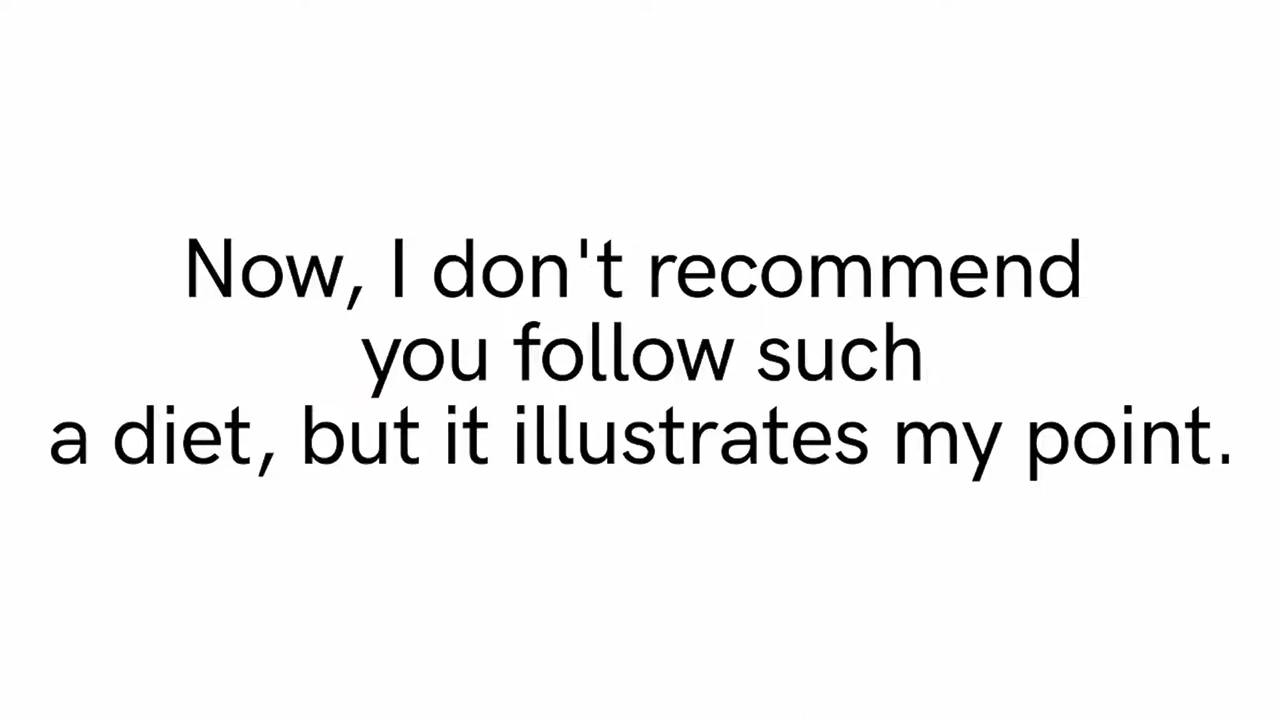 Now, I don't recommend
you follow such
a diet, but it illustrates my point.